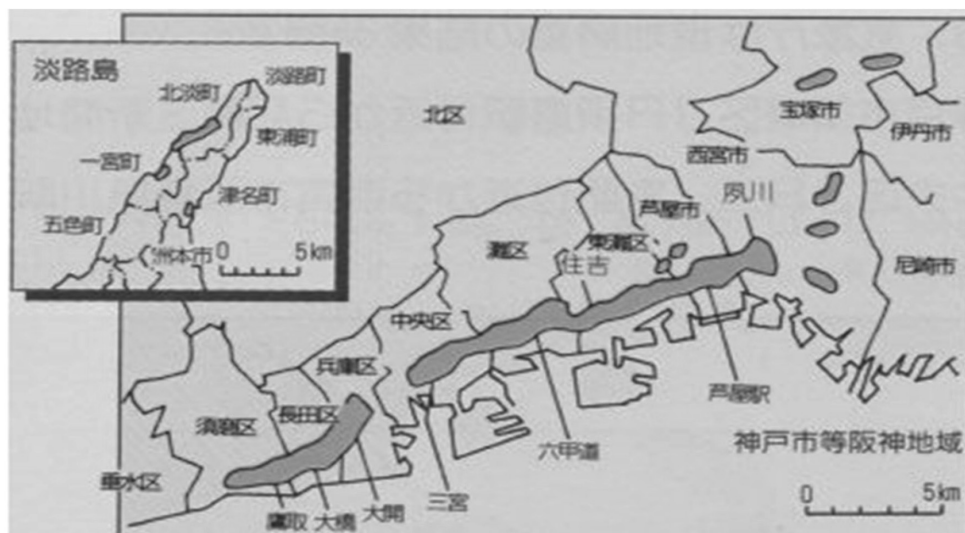 淡路島
淡路町
北淡町
東浦町
一宮町
津名町
五色町
洲本市
0 5km
北区
宝塚市
伊丹市
西宮市
夙川
芦屋市
東灘区
灘区
住吉
尼崎市
中央区
兵庫区
長田区
須磨区
垂水区
芦屋駅
六甲道
三宮
大開
大橋
鷹取
神戸市等阪神地域
0 5km